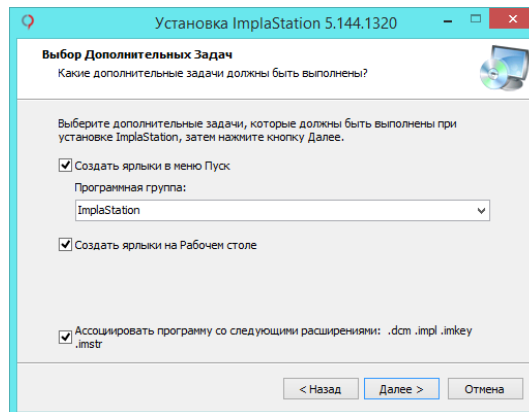 Установка ImplaStation 5.144.1320
Выбор Дополнительных Задач
Какие дополнительные задачи должны быть выполнены?
Выберите дополнительные задачи, которые должны быть выполнены при
установке ImplaStation, затем нажмите кнопку Далее.
Создать ярлыки в меню Пуск
Программная группа:
ImplaStation
Создать ярлыки на Рабочем столе
Ассоциировать программу со следующими расширениями: .dcm .impl .imkey
.imstr
< Назад
Далее >
Отмена